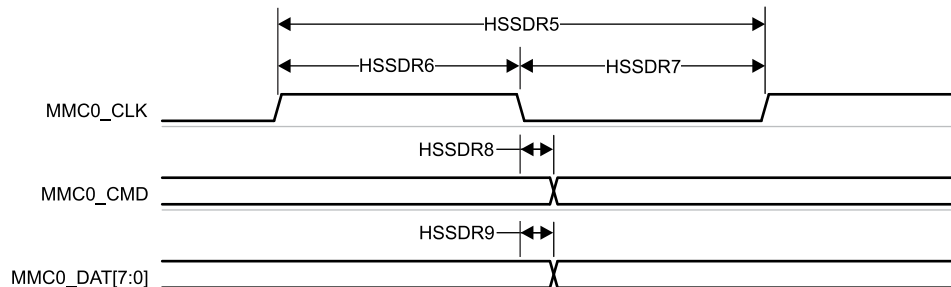 HSSDR5
HSSDR6 HSSDR7
MMC0_CLK
HSSDR8
MMC0_CMD
HSSDR9
MMC0_DAT[7:0]